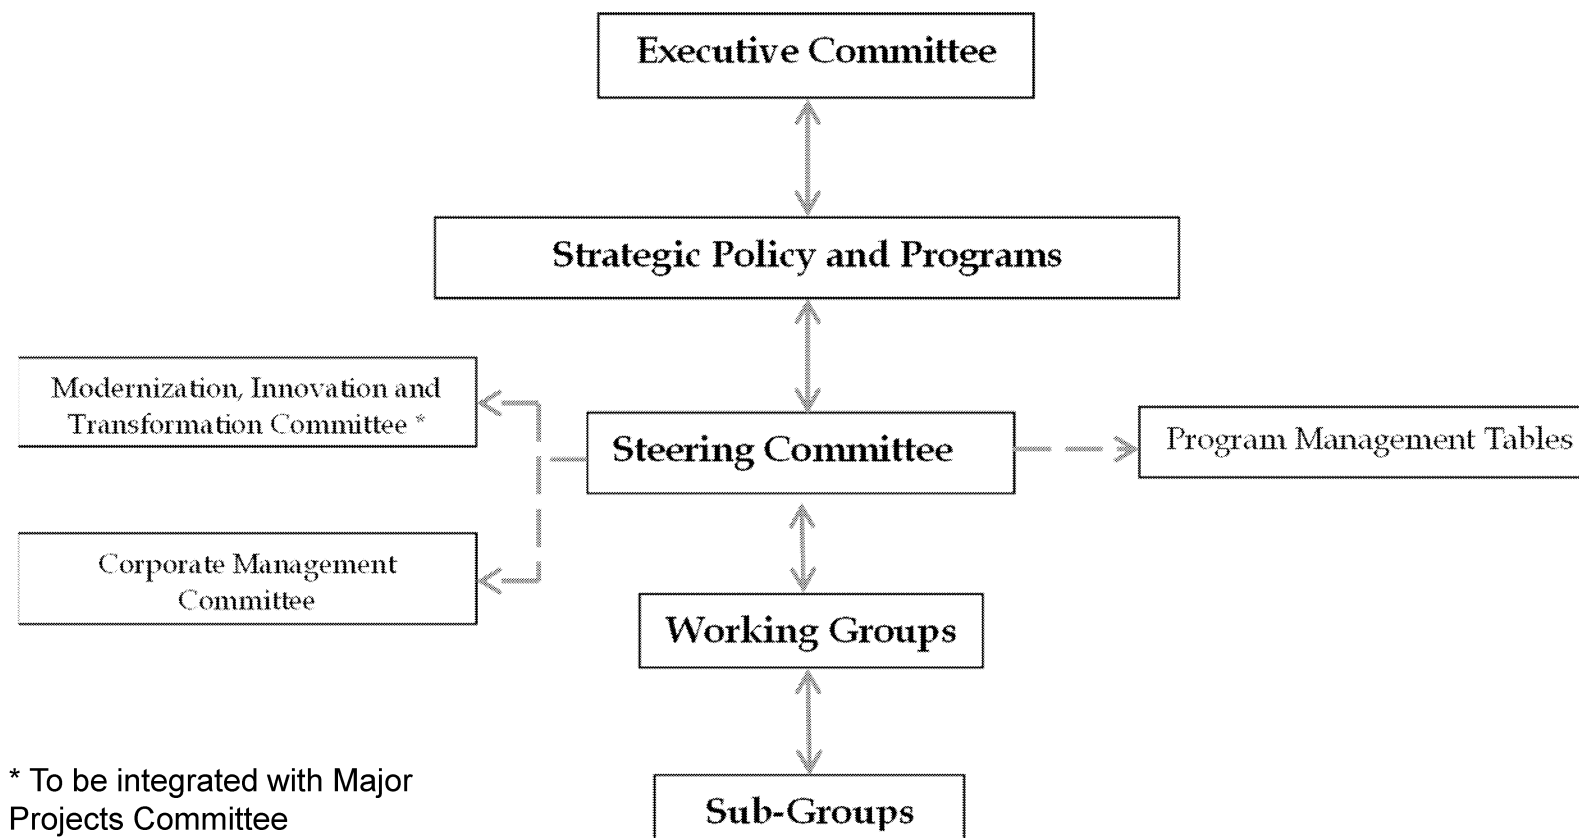 Executive Committee
Strategic Policy and Programs
Modernization, Innovation and
Transformation Committee *
Steering Committee
Program Management Tables
Corporate Management
Committee
Working Groups
Sub-Groups
* To be integrated with Major
Projects Committee